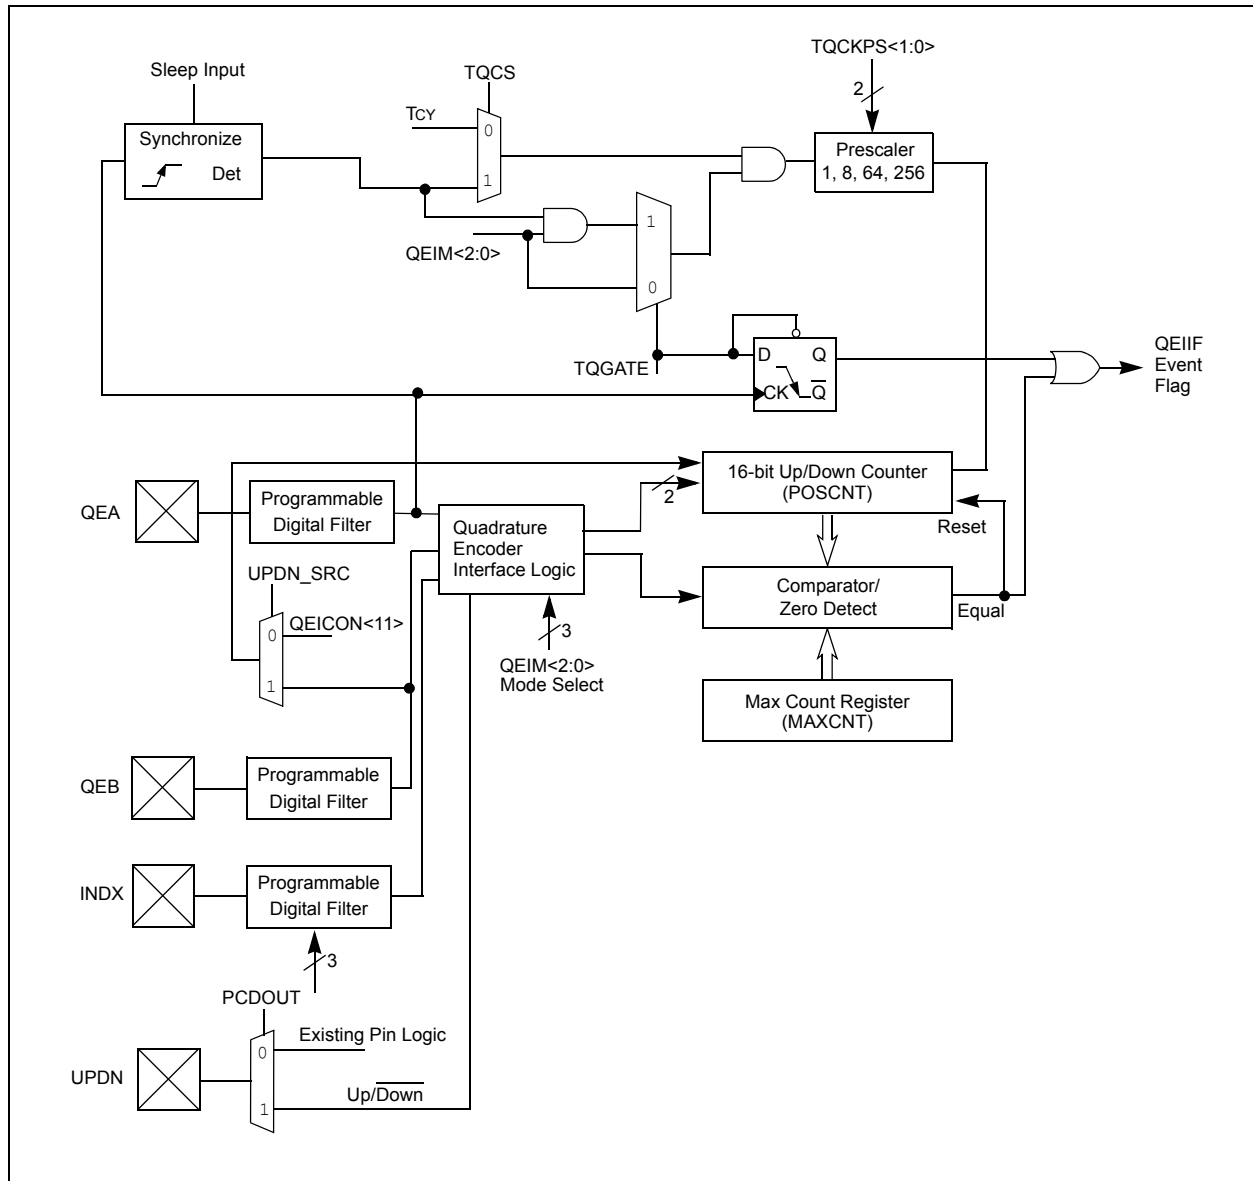 TQCKPS<1:0>
Sleep Input
TQCS
2
TCY
0
Synchronize
Det
Prescaler
1, 8, 64, 256
1
1
QEIM<2:0>
0
TQGATE
D
Q
CK
Q
QEIIF
Event
Flag
16-bit Up/Down Counter
(POSCNT)
2
Reset
QEA
Programmable
Digital Filter
Quadrature
Encoder
Interface Logic
UPDN_SRC
Comparator/
Zero Detect
Equal
0
QEICON<11>
3
QEIM<2:0>
Mode Select
1
Max Count Register
(MAXCNT)
QEB
Programmable
Digital Filter
INDX
Programmable
Digital Filter
3
PCDOUT
0
Existing Pin Logic
UPDN
Up/Down
1